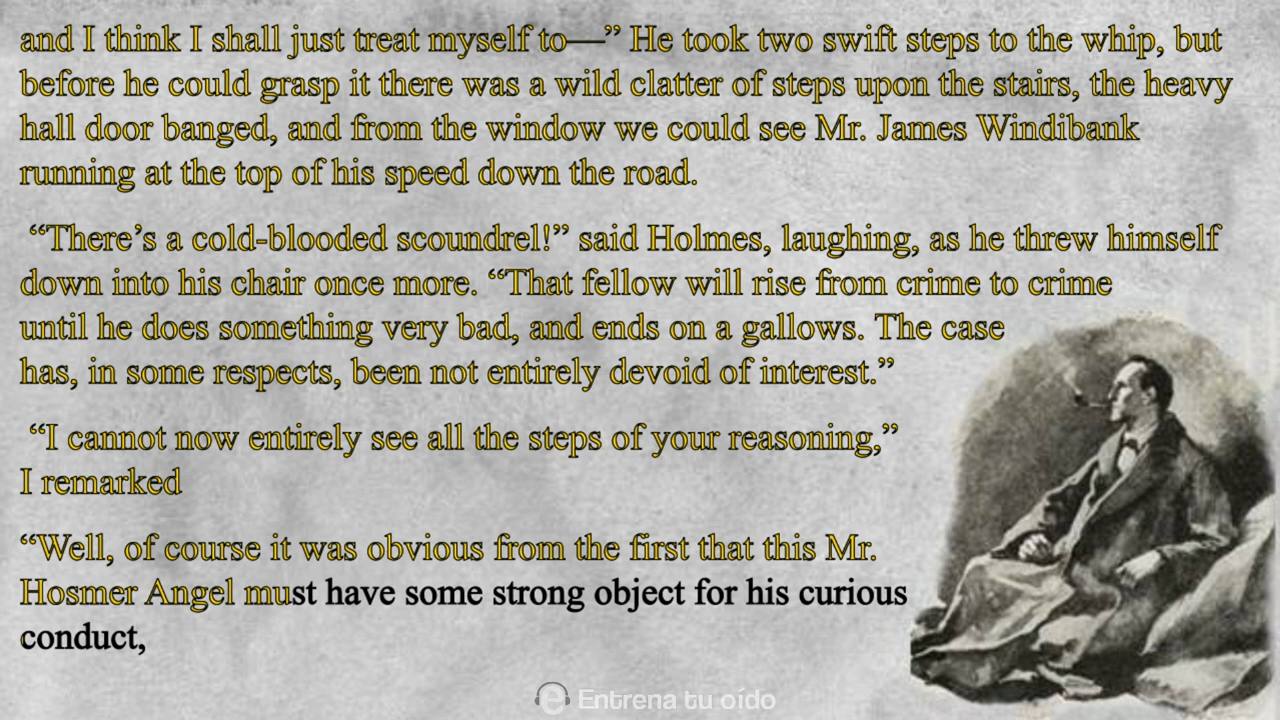 and I think I shall just treat myself to—” He took two swift steps to the whip, but
before he could grasp it there was a wild clatter of steps upon the stairs, the heavy
hall door banged, and from the window we could see Mr. James Windibank
running at the top of his speed down the road.
“There’s a cold-blooded scoundrel!” said Holmes, laughing, as he threw himself
down into his chair once more. “That fellow will rise from crime to crime
until he does something very bad, and ends on a gallows. The case
has, in some respects, been not entirely devoid of interest.”
“I cannot now entirely see all the steps of your reasoning,”
I remarked
“Well, of course it was obvious from the first that this Mr.
Hosmer Angel must have some strong object for his curious
conduct,
Entrena tu oído